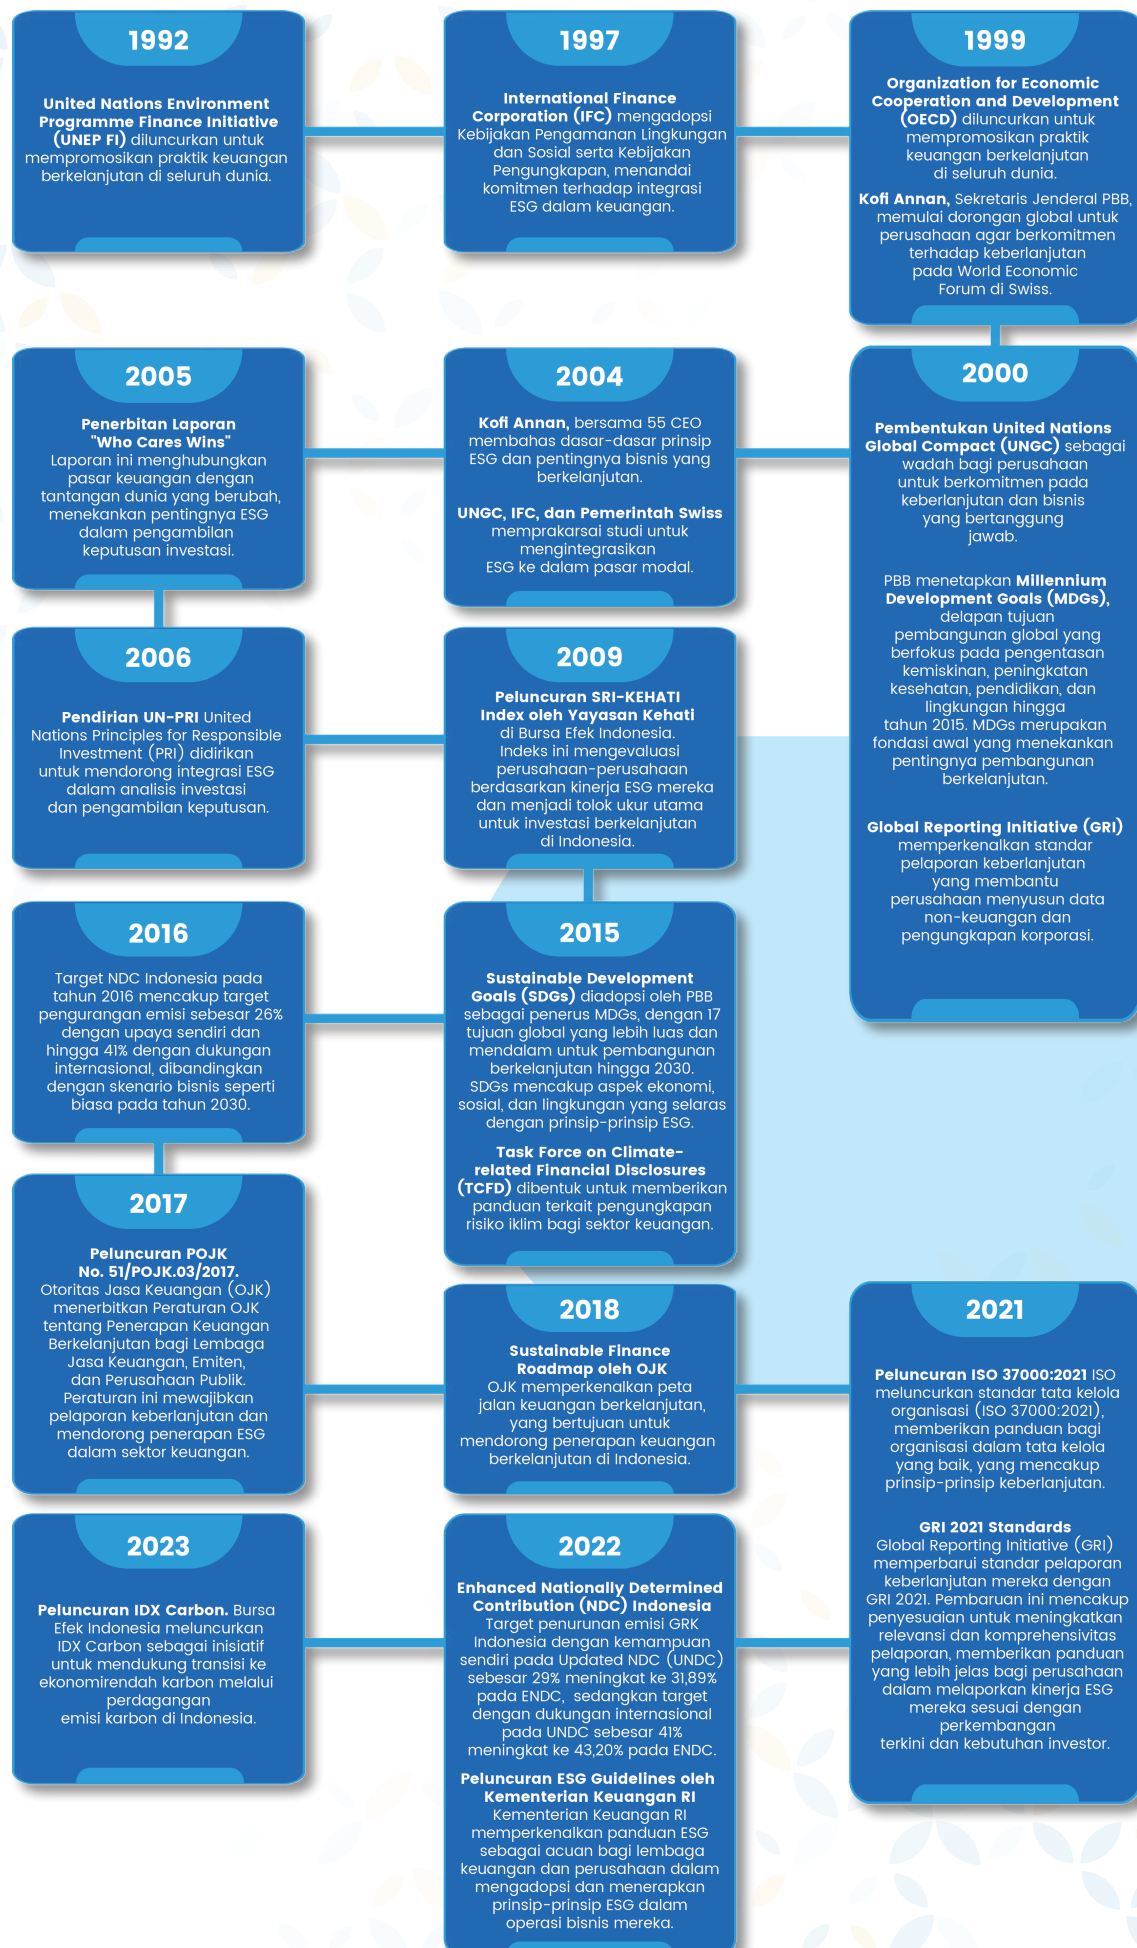 1992
United Nations Environment
Programme Finance Initiative
(UNEP FI) diluncurkan untuk
mempromosikan praktik keuangan
berkelanjutan di seluruh dunia.
1997
International Finance
Corporation (IFC) mengadopsi
Kebijakan Pengamanan Lingkungan
dan Sosial serta Kebijakan
Pengungkapan, menandai
komitmen terhadap integrasi
ESG dalam keuangan.
1999
Organization for Economic
Cooperation and Development
(OECD) diluncurkan untuk
mempromosikan praktik
keuangan berkelanjutan
di seluruh dunia.
Kofi Annan, Sekretaris Jenderal PBB,
memulai dorongan global untuk
perusahaan agar berkomitmen
terhadap keberlanjutan
pada World Economic
Forum di Swiss.
2000
Pembentukan United Nations
Global Compact (UNGC) sebagai
wadah bagi perusahaan
untuk berkomitmen pada
keberlanjutan dan bisnis
yang bertanggung
jawab.
PBB menetapkan Millennium
Development Goals (MDGs),
delapan tujuan
pembangunan global yang
berfokus pada pengentasan
kemiskinan, peningkatan
kesehatan, pendidikan, dan
lingkungan hingga
tahun 2015. MDGs merupakan
fondasi awal yang menekankan
pentingnya pembangunan
berkelanjutan.
Global Reporting Initiative (GRI)
memperkenalkan standar
pelaporan keberlanjutan
yang membantu
perusahaan menyusun data
non-keuangan dan
pengungkapan korporasi.
2004
Kofi Annan, bersama 55 CEO
membahas dasar-dasar prinsip
ESG dan pentingnya bisnis yang
berkelanjutan.
UNGC, IFC, dan Pemerintah Swiss
memprakarsai studi untuk
mengintegrasikan
ESG ke dalam pasar modal.
2005
Penerbitan Laporan
"Who Cares Wins"
Laporan ini menghubungkan
pasar keuangan dengan
tantangan dunia yang berubah,
menekankan pentingnya ESG
dalam pengambilan
keputusan investasi.
2006
Pendirian UN-PRI United
Nations Principles for Responsible
Investment (PRI) didirikan
untuk mendorong integrasi ESG
dalam analisis investasi
dan pengambilan keputusan.
2009
Peluncuran SRI-KEHATI
Index oleh Yayasan Kehati
di Bursa Efek Indonesia.
Indeks ini mengevaluasi
perusahaan-perusahaan
berdasarkan kinerja ESG mereka
dan menjadi tolok ukur utama
untuk investasi berkelanjutan
di Indonesia.
2015
Sustainable Development
Goals (SDGs) diadopsi oleh PBB
sebagai penerus MDGs, dengan 17
tujuan global yang lebih luas dan
mendalam untuk pembangunan
berkelanjutan hingga 2030.
SDGs mencakup aspek ekonomi,
sosial, dan lingkungan yang selaras
dengan prinsip-prinsip ESG.
Task Force on Climate-
related Financial Disclosures
(TCFD) dibentuk untuk memberikan
panduan terkait pengungkapan
risiko iklim bagi sektor keuangan.
2016
Target NDC Indonesia pada
tahun 2016 mencakup target
pengurangan emisi sebesar 26%
dengan upaya sendiri dan
hingga 41% dengan dukungan
internasional, dibandingkan
dengan skenario bisnis seperti
biasa pada tahun 2030.
2017
Peluncuran POJK
No. 51/POJK.03/2017.
Otoritas Jasa Keuangan (OJK)
menerbitkan Peraturan OJK
tentang Penerapan Keuangan
Berkelanjutan bagi Lembaga
Jasa Keuangan, Emiten,
dan Perusahaan Publik.
Peraturan ini mewajibkan
pelaporan keberlanjutan dan
mendorong penerapan ESG
dalam sektor keuangan.
2018
Sustainable Finance
Roadmap oleh OJK
OJK memperkenalkan peta
jalan keuangan berkelanjutan,
yang bertujuan untuk
mendorong penerapan keuangan
berkelanjutan di Indonesia.
2021
Peluncuran ISO 37000:2021 ISO
meluncurkan standar tata kelola
organisasi (ISO 37000:2021),
memberikan panduan bagi
organisasi dalam tata kelola
yang baik, yang mencakup
prinsip-prinsip keberlanjutan.
GRI 2021 Standards
Global Reporting Initiative (GRI)
memperbarui standar pelaporan
keberlanjutan mereka dengan
GRI 2021. Pembaruan ini mencakup
penyesuaian untuk meningkatkan
relevansi dan komprehensivitas
pelaporan, memberikan panduan
yang lebih jelas bagi perusahaan
dalam melaporkan kinerja ESG
mereka sesuai dengan
perkembangan
terkini dan kebutuhan investor.
2022
Enhanced Nationally Determined
Contribution (NDC) Indonesia
Target penurunan emisi GRK
Indonesia dengan kemampuan
sendiri pada Updated NDC (UNDC)
sebesar 29% meningkat ke 31,89%
pada ENDC, sedangkan target
dengan dukungan internasional
pada UNDC sebesar 41%
meningkat ke 43,20% pada ENDC.
Peluncuran ESG Guidelines oleh
Kementerian Keuangan RI
Kementerian Keuangan RI
memperkenalkan panduan ESG
sebagai acuan bagi lembaga
keuangan dan perusahaan dalam
mengadopsi dan menerapkan
prinsip-prinsip ESG dalam
operasi bisnis mereka.
2023
Peluncuran IDX Carbon. Bursa
Efek Indonesia meluncurkan
IDX Carbon sebagai inisiatif
untuk mendukung transisi ke
ekonomirendah karbon melalui
perdagangan
emisi karbon di Indonesia.